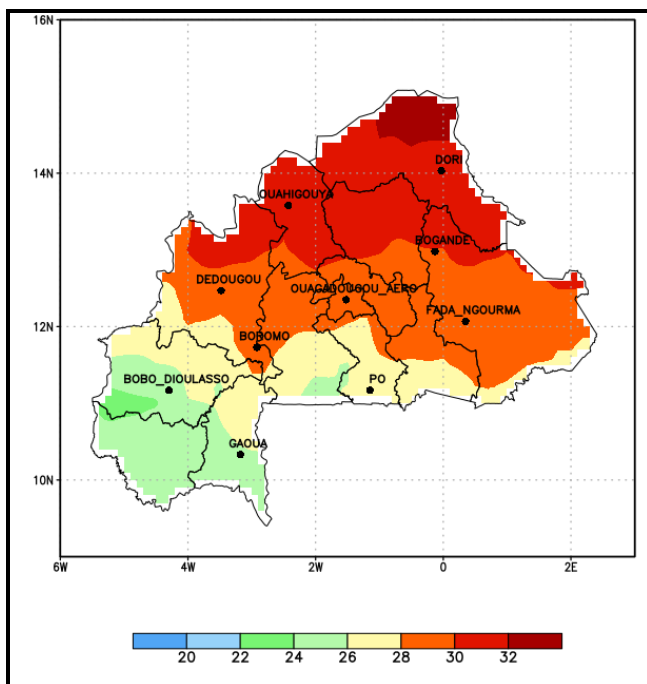 16N
DORI
14N
OUAHIGOUYA
BOGANDE
DEDOUGOU
OUAGADOUGOU_AERO
FADA_NGOURMA
12N
BOROMO
BOBO_DIOULASSO
PO
GAOUA
10N
6W 4W 2W 0 2E
20 22 24 26 28 30 32